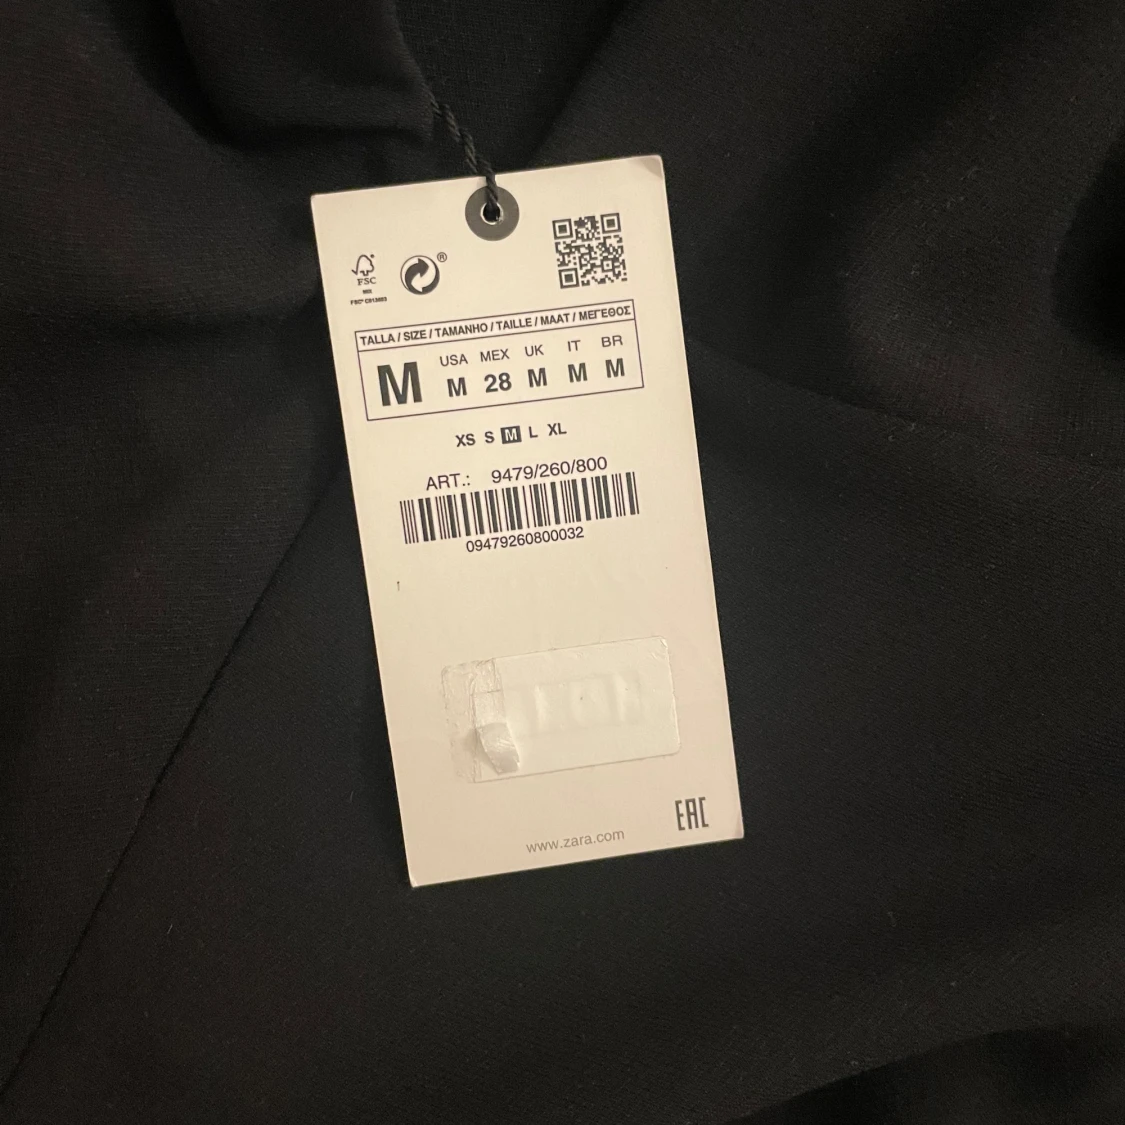 ®
FSC
TALLA / SIZE / TAMANHO / TAILLE / MAAT / ΜΕΓΕΘΟΣ
M
USA MEX UK IT BR
M 28 M M M
XS S M L XL
ART.: 9479/260/800
09479260800032
EAC
www.zara.com